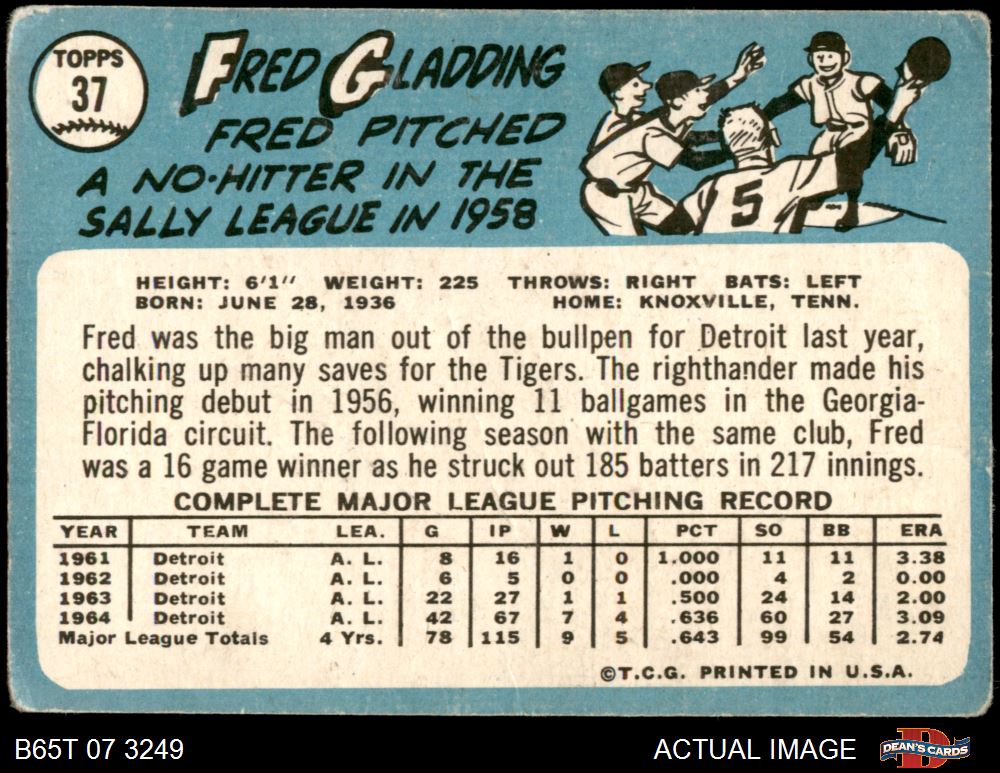 TOPPS
37
FRED GLADDING
FRED PITCHED
A NO-HITTER IN THE
SALLY LEAGUE IN 1958
5
HEIGHT: 6'1" WEIGHT: 225 THROWS: RIGHT BATS: LEFT
BORN: JUNE 28, 1936 HOME: KNOXVILLE, TENN.
Fred was the big man out of the bullpen for Detroit last year,
chalking up many saves for the Tigers. The righthander made his
pitching debut in 1956, winning 11 ballgames in the Georgia-
Florida circuit. The following season with the same club, Fred
was a 16 game winner as he struck out 185 batters in 217 innings.
COMPLETE MAJOR LEAGUE PITCHING RECORD
YEAR TEAM LEA. G IP W L PCT SO BB ERA
1961 Detroit A. L. 8 16 1 0 1.000 11 11 3.38
1962 Detroit A. L. 6 5 0 0 .000 4 2 0.00
1963 Detroit A. L. 22 27 1 1 .500 24 14 2.00
1964 Detroit A. L. 42 67 7 4 .636 60 27 3.09
Major League Totals 4 Yrs. 78 115 9 5 .643 99 54 2.74
©T.C.G. PRINTED IN U.S.A.
B65T 07 3249 ACTUAL IMAGE DEAN'S CARDS